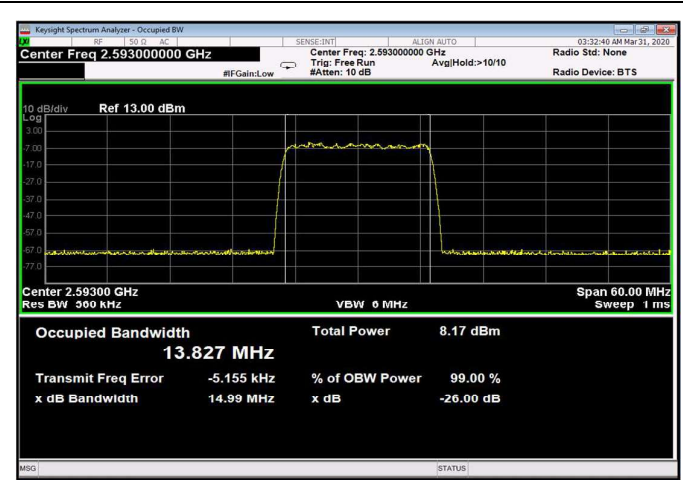 Keysight Spectrum Analyzer - Occupied BW
RF 50 Ω AC SENSE:INT ALIGN AUTO 03:32:40 AM Mar 31, 2020
Center Freq 2.593000000 GHz Center Freq: 2.593000000 GHz Radio Std: None
Trig: Free Run Avg|Hold:>10/10
#IFGain:Low #Atten: 10 dB Radio Device: BTS
10 dB/div Ref 13.00 dBm
Log
3.00
-7.00
-17.0
-27.0
-37.0
-47.0
-57.0
-67.0
-77.0
Center 2.59300 GHz Span 60.00 MHz
Res BW 560 kHz VBW 6 MHz Sweep 1 ms
Occupied Bandwidth Total Power 8.17 dBm
13.827 MHz
Transmit Freq Error -5.155 kHz % of OBW Power 99.00 %
x dB Bandwidth 14.99 MHz x dB -26.00 dB
MSG STATUS